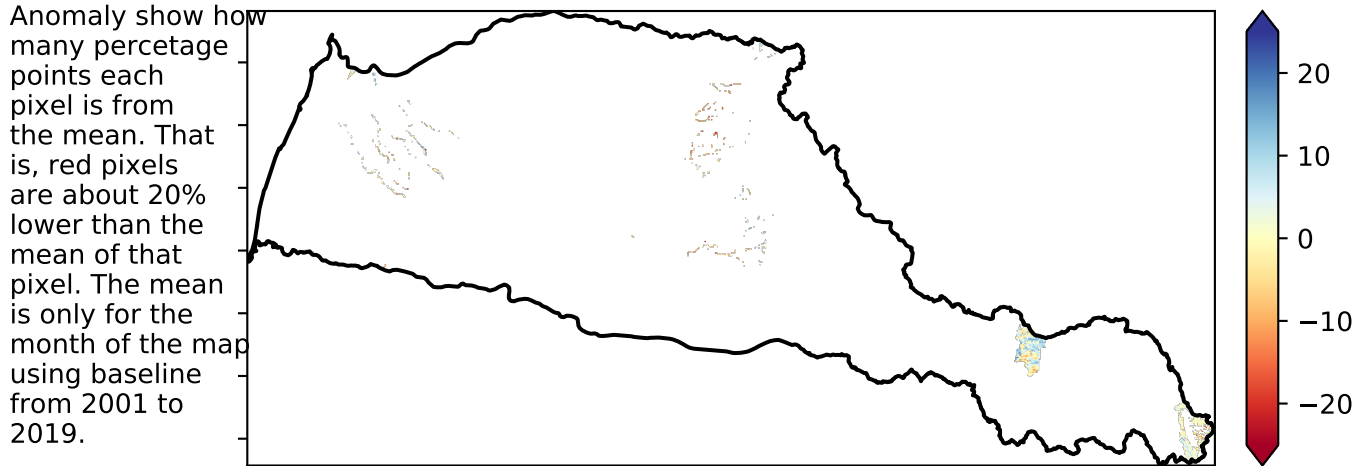 Anomaly show how
many percetage
points each
pixel is from
the mean. That
is, red pixels
are about 20%
lower than the
mean of that
pixel. The mean
is only for the
month of the map
using baseline
from 2001 to
2019.
20
10
0
−10
−20